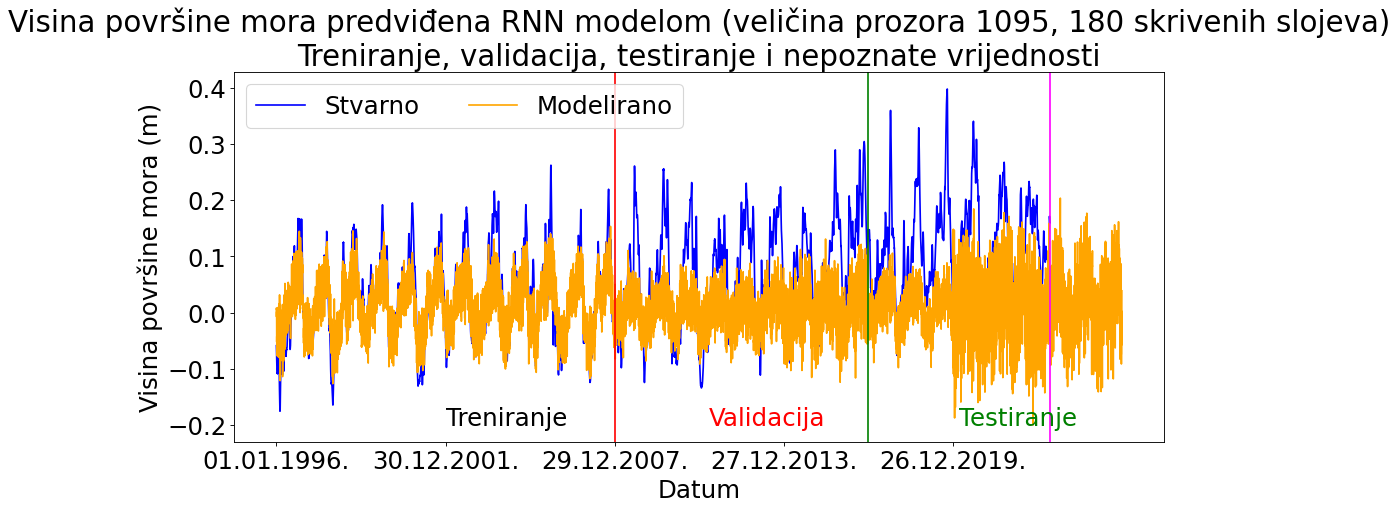 Visina površine mora predviđena RNN modelom (veličina prozora 1095, 180 skrivenih slojeva)
Treniranje, validacija, testiranje i nepoznate vrijednosti
Stvarno Modelirano
Visina površine mora (m)
0.4
0.3
0.2
0.1
0.0
−0.1
−0.2
Treniranje Validacija Testiranje
01.01.1996. 30.12.2001. 29.12.2007. 27.12.2013. 26.12.2019.
Datum